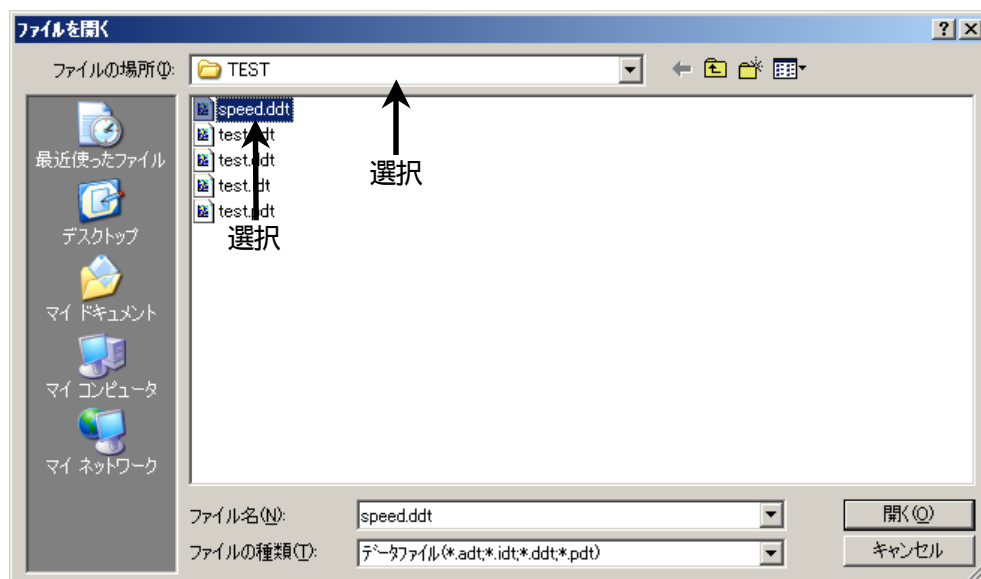 ファイルを開く
ファイルの場所(I):
TEST
speed.ddt
test.adt
test.ddt
test.idt
test.pdt
選択
選択
最近使ったファイル
デスクトップ
マイ ドキュメント
マイ コンピュータ
マイ ネットワーク
ファイル名(N):
speed.ddt
開く(O)
ファイルの種類(T):
データファイル(*.adt;*.idt;*.ddt;*.pdt)
キャンセル